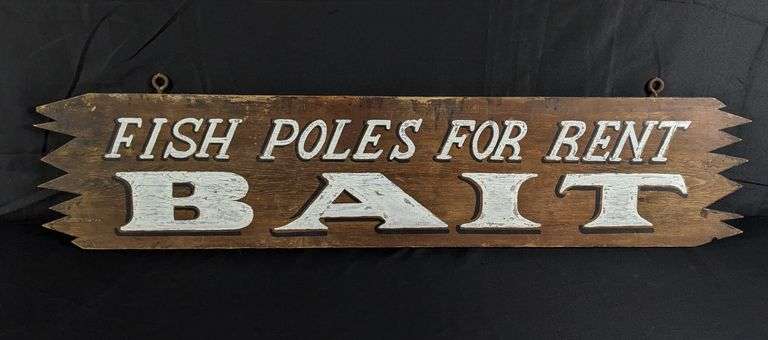 FISH POLES FOR RENT
BAIT